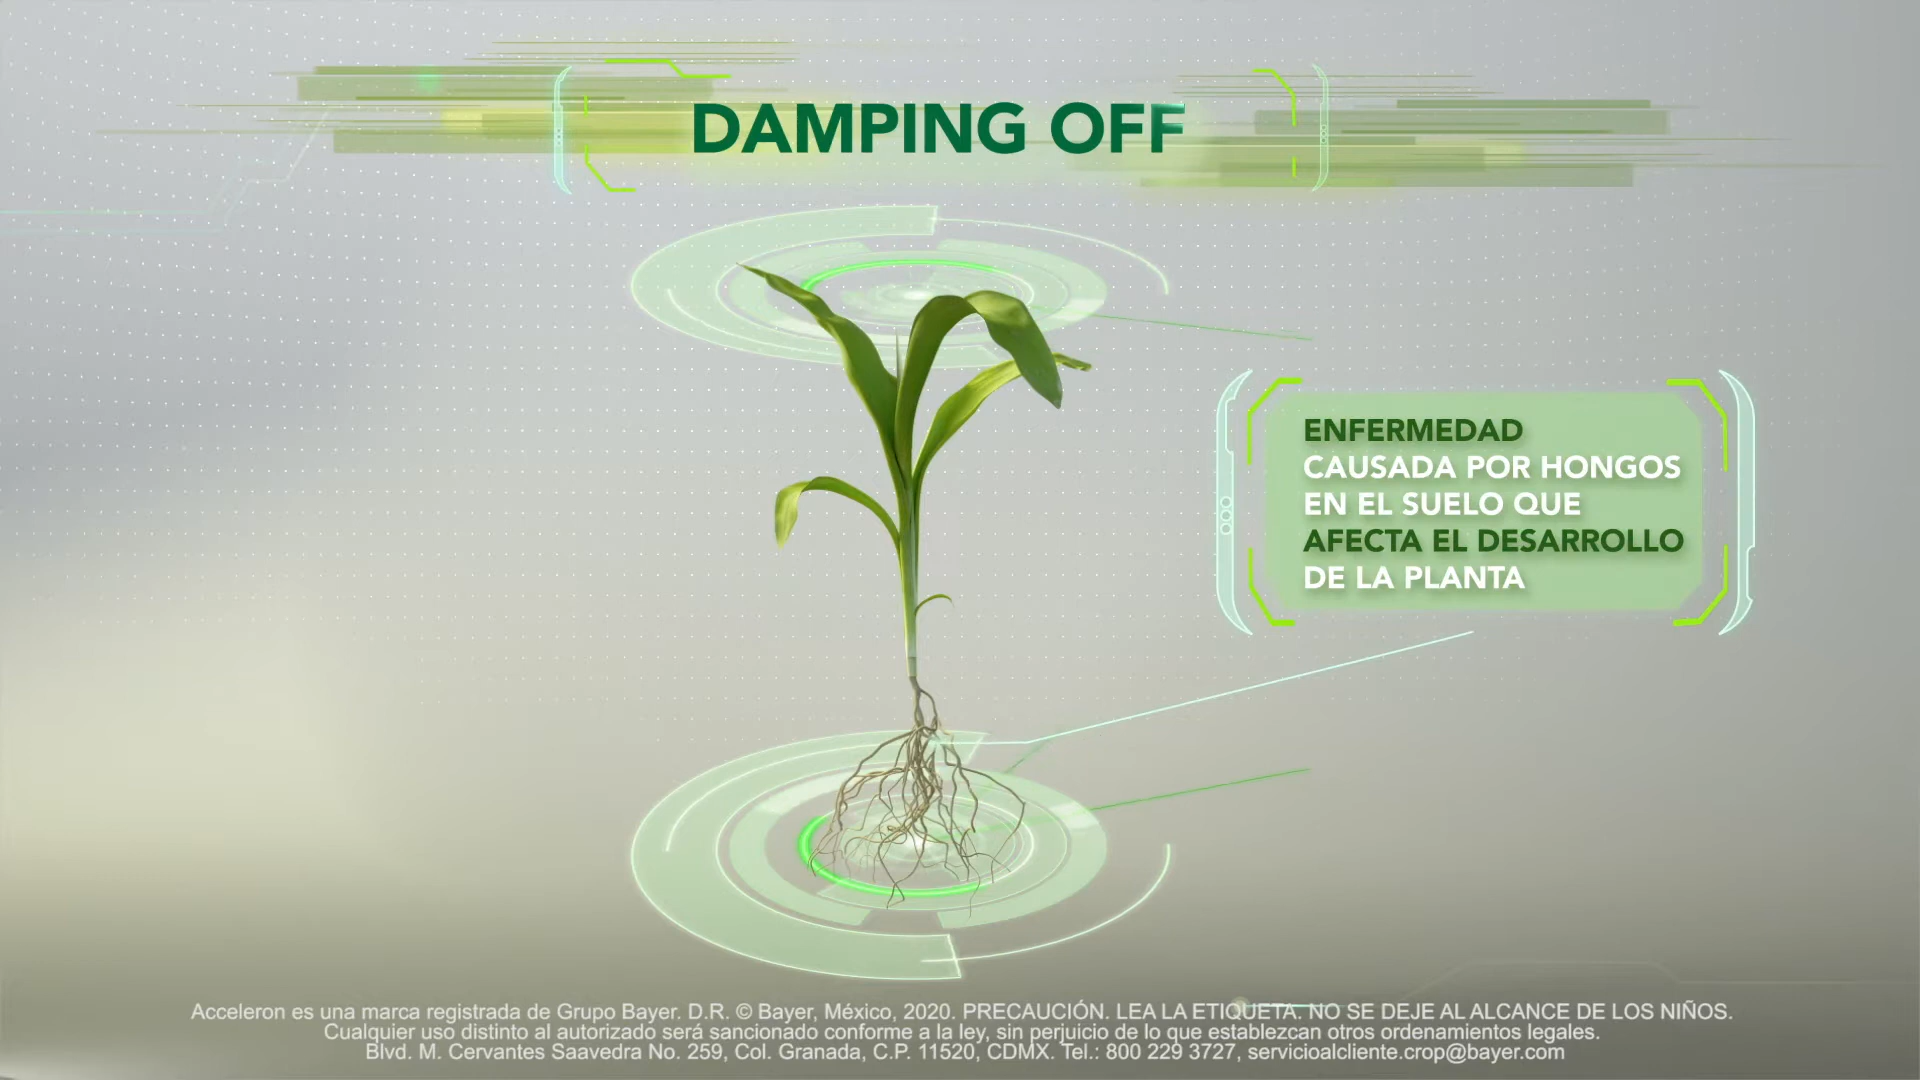 DAMPING OFF
ENFERMEDAD
CAUSADA POR HONGOS
EN EL SUELO QUE
AFECTA EL DESARROLLO
DE LA PLANTA
Acceleron es una marca registrada de Grupo Bayer. D.R. © Bayer, México, 2020. PRECAUCIÓN. LEA LA ETIQUETA. NO SE DEJE AL ALCANCE DE LOS NIÑOS.
Cualquier uso distinto al autorizado será sancionado conforme a la ley, sin perjuicio de lo que establezcan otros ordenamientos legales.
Blvd. M. Cervantes Saavedra No. 259, Col. Granada, C.P. 11520, CDMX. Tel.: 800 229 3727, servicioalcliente.crop@bayer.com